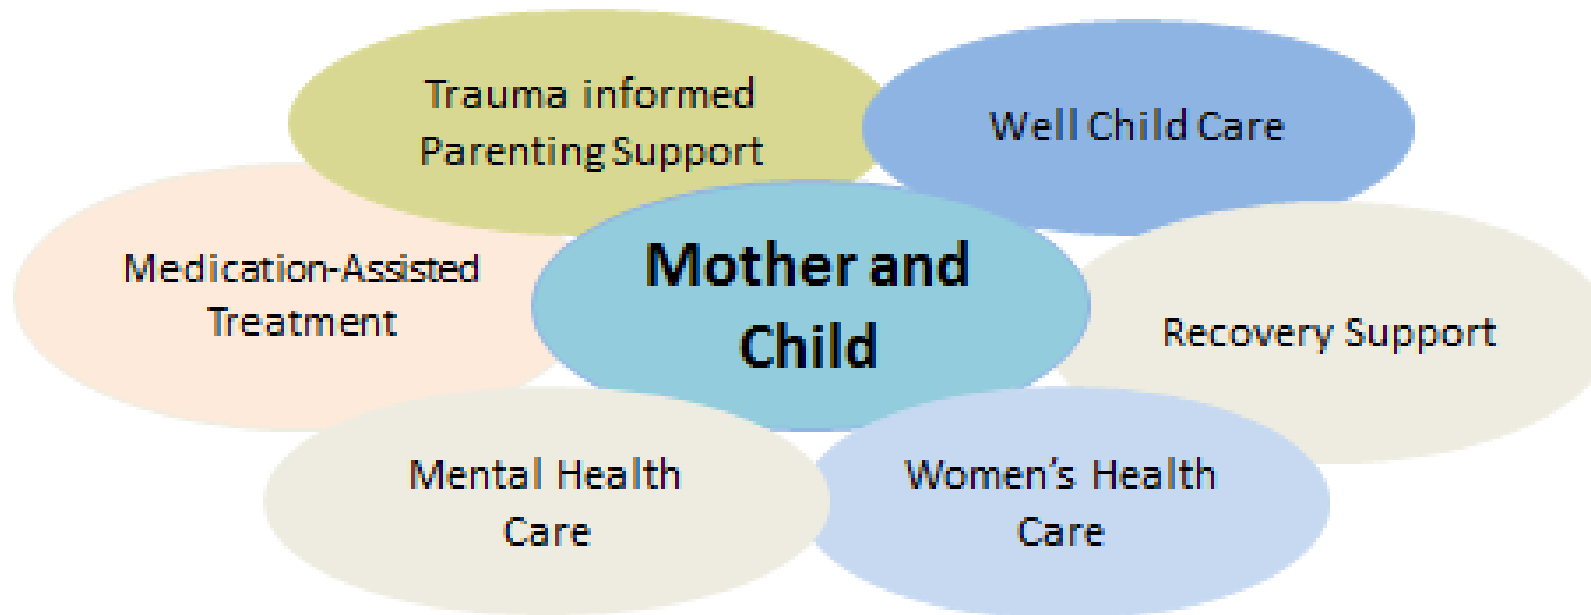 Trauma informed
Parenting Support
Well Child Care
Medication-Assisted
Treatment
Mother and
Child
Recovery Support
Mental Health
Care
Women’s Health
Care